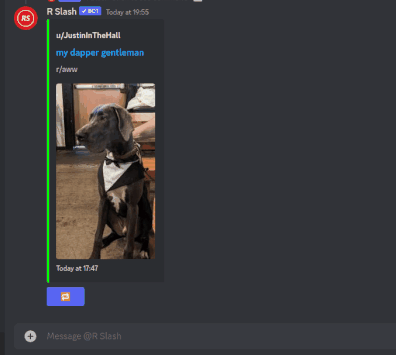 RS
R Slash ✓ BOT Today at 19:55
u/JustinInTheHall
my dapper gentleman
r/aww
Today at 17:47
Message @R Slash